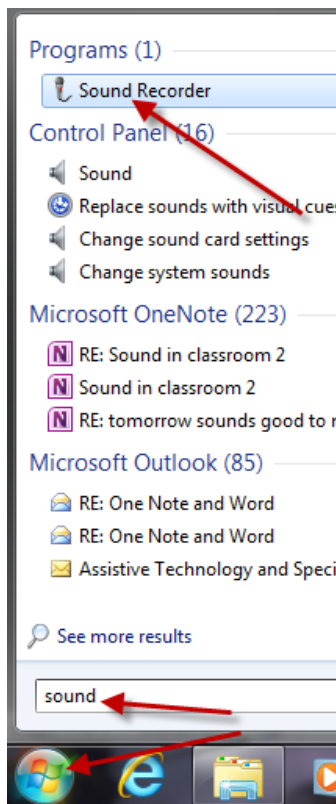 Programs (1)
Sound Recorder
Control Panel (16)
Sound
Replace sounds with visual cues
Change sound card settings
Change system sounds
Microsoft OneNote (223)
RE: Sound in classroom 2
Sound in classroom 2
RE: tomorrow sounds good to
Microsoft Outlook (85)
RE: One Note and Word
RE: One Note and Word
Assistive Technology and Speci
See more results
sound